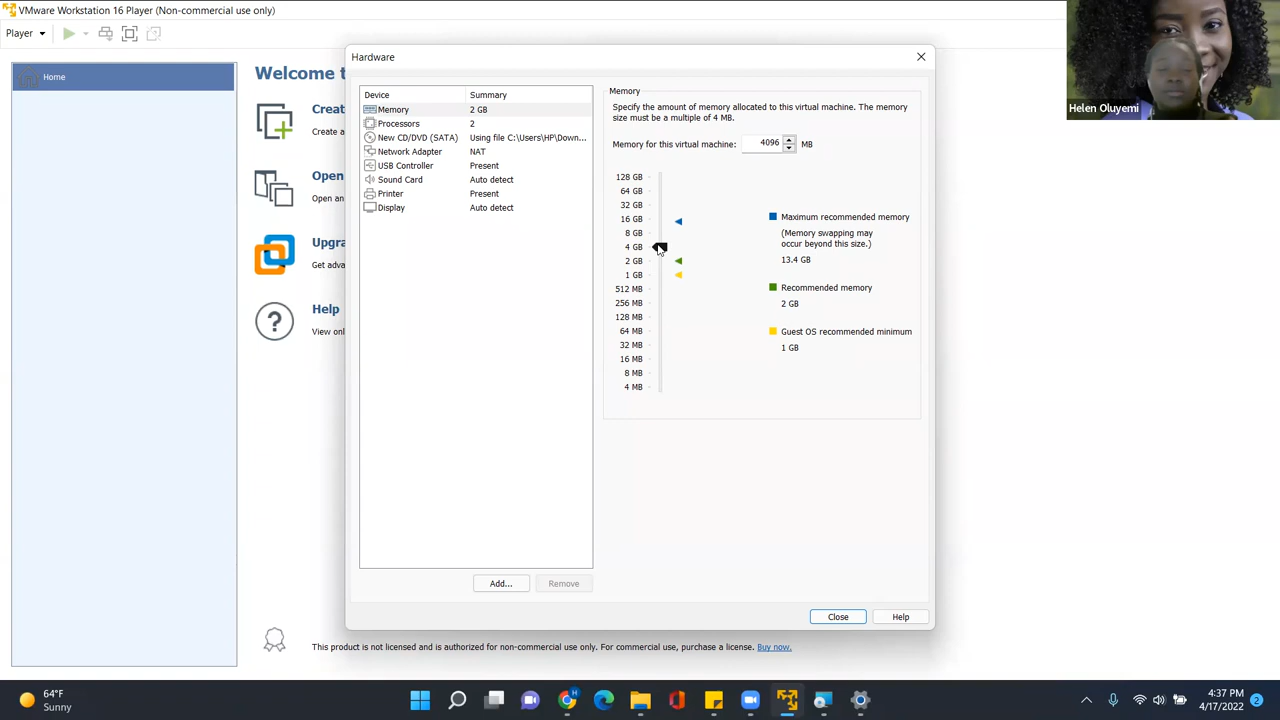 VMware Workstation 16 Player (Non-commercial use only)
Player
Home
Welcome t
Creat
Create a
Open
Open an
Upgra
Get adva
Help
View onl
This product is not licensed and is authorized for non-commercial use only. For commercial use, purchase a license. Buy now.
Hardware
Device Summary
Memory 2 GB
Processors 2
New CD/DVD (SATA) Using file C:\Users\HP\Down...
Network Adapter NAT
USB Controller Present
Sound Card Auto detect
Printer Present
Display Auto detect
Add... Remove
Memory
Specify the amount of memory allocated to this virtual machine. The memory
size must be a multiple of 4 MB.
Memory for this virtual machine: 4096 MB
128 GB
64 GB
32 GB
16 GB
8 GB
4 GB
2 GB
1 GB
512 MB
256 MB
128 MB
64 MB
32 MB
16 MB
8 MB
4 MB
Maximum recommended memory
(Memory swapping may
occur beyond this size.)
13.4 GB
Recommended memory
2 GB
Guest OS recommended minimum
1 GB
Close Help
Helen Oluyemi
64°F
Sunny
4:37 PM
4/17/2022
2